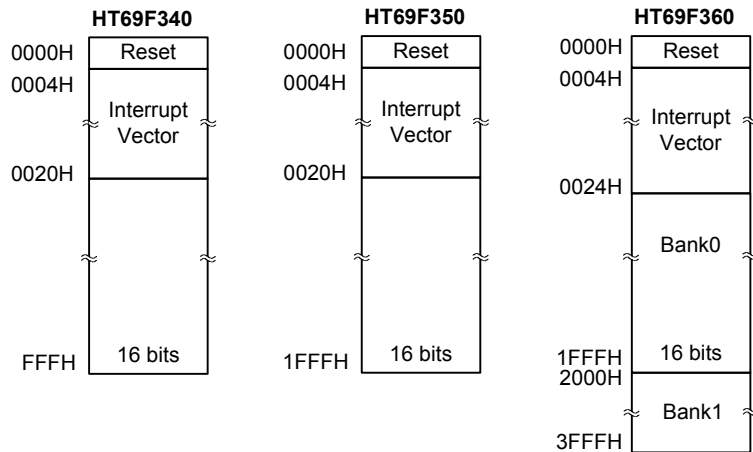 HT69F340
0000H
Reset
0004H
Interrupt
Vector
0020H
FFFH
16 bits
HT69F350
0000H
Reset
0004H
Interrupt
Vector
0020H
1FFFH
16 bits
HT69F360
0000H
Reset
0004H
Interrupt
Vector
0024H
Bank0
1FFFH
16 bits
2000H
Bank1
3FFFH